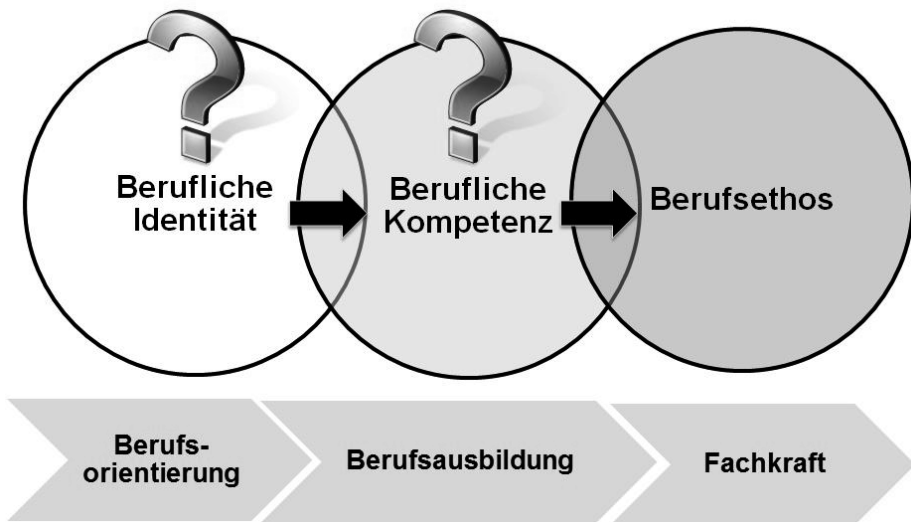 Berufliche
Identität
Berufliche
Kompetenz
Berufsethos
Berufs-
orientierung
Berufsausbildung
Fachkraft